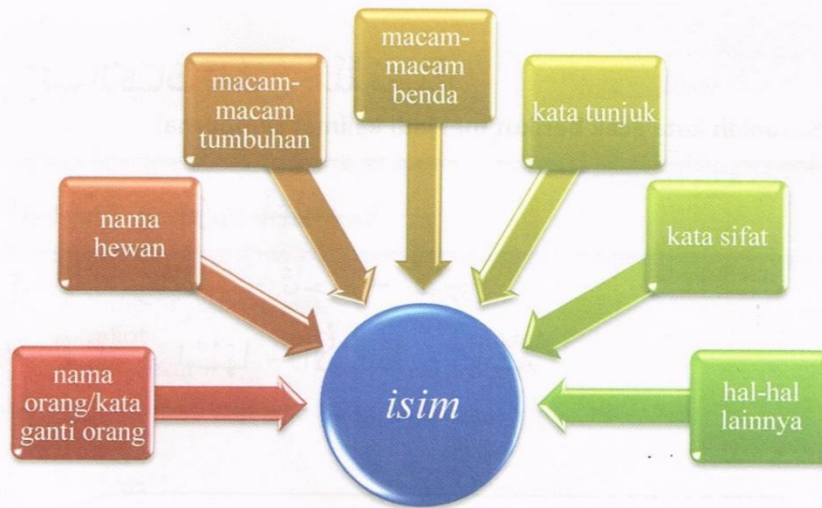 nama
orang/kata
ganti orang
nama
hewan
macam-
macam
tumbuhan
macam-
macam
benda
kata tunjuk
kata sifat
hal-hal
lainnya
isim